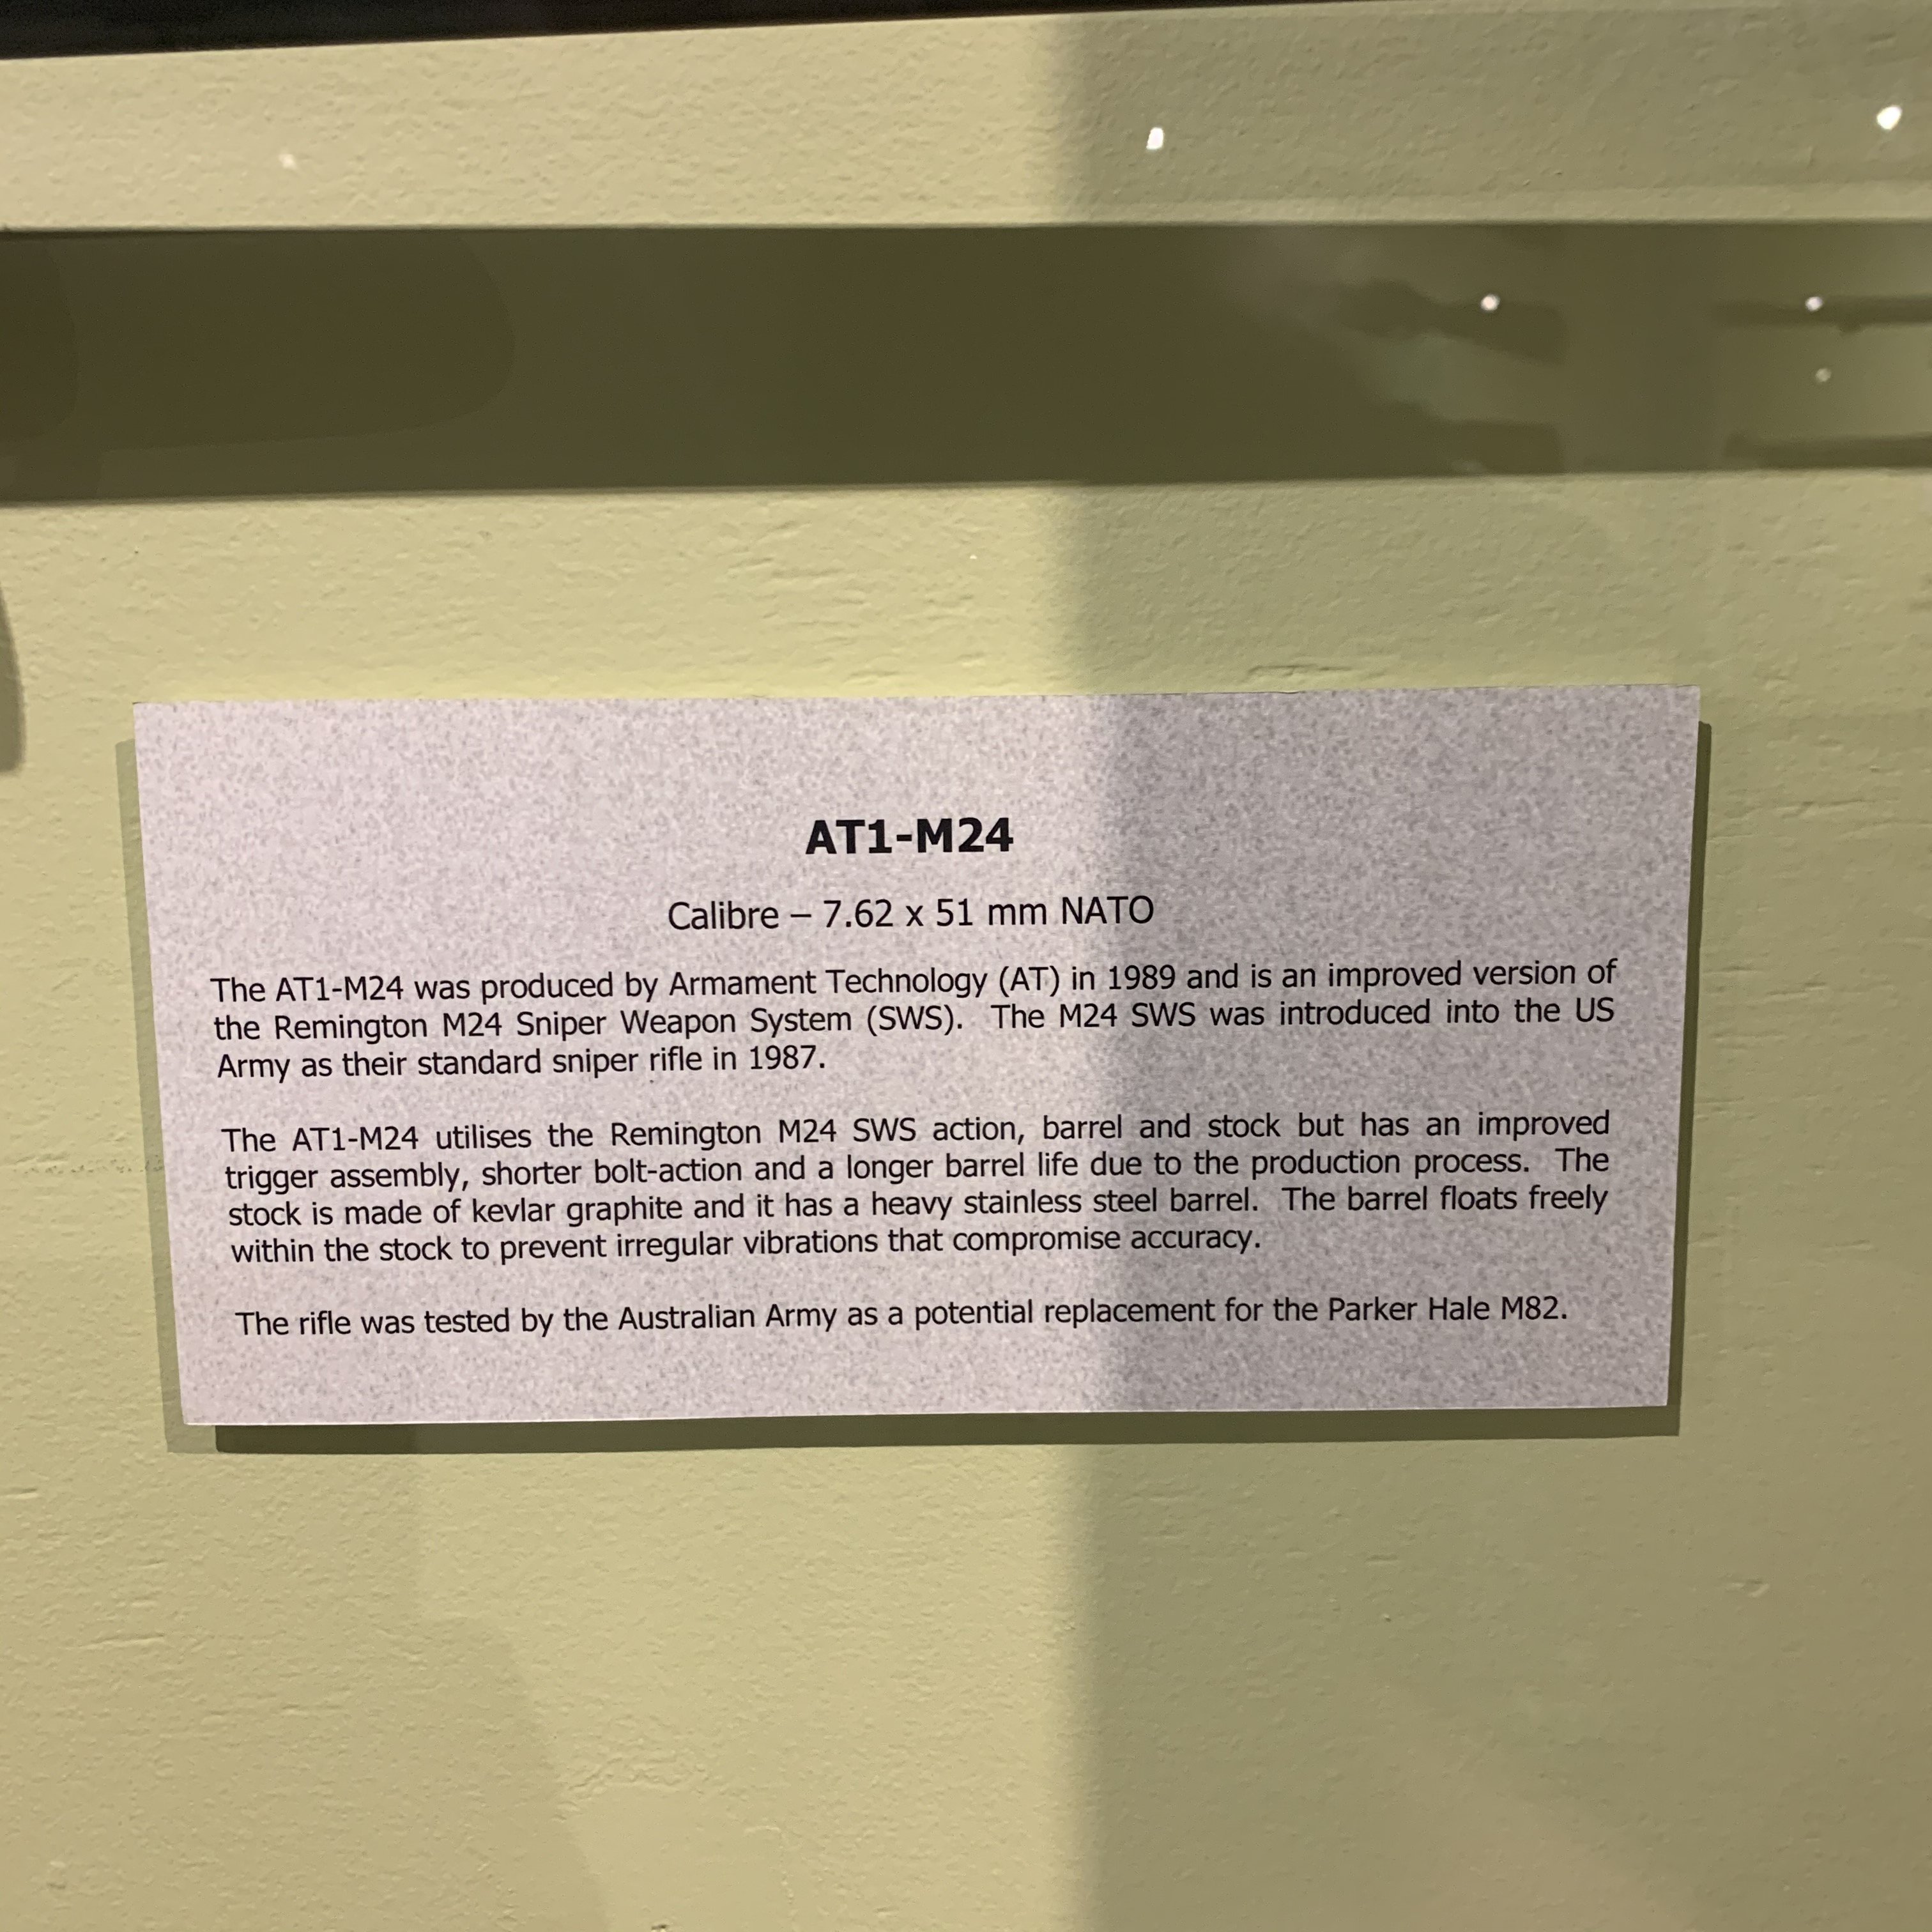 AT1-M24
Calibre – 7.62 x 51 mm NATO
The AT1-M24 was produced by Armament Technology (AT) in 1989 and is an improved version of
the Remington M24 Sniper Weapon System (SWS). The M24 SWS was introduced into the US
Army as their standard sniper rifle in 1987.
The AT1-M24 utilises the Remington M24 SWS action, barrel and stock but has an improved
trigger assembly, shorter bolt-action and a longer barrel life due to the production process. The
stock is made of kevlar graphite and it has a heavy stainless steel barrel. The barrel floats freely
within the stock to prevent irregular vibrations that compromise accuracy.
The rifle was tested by the Australian Army as a potential replacement for the Parker Hale M82.